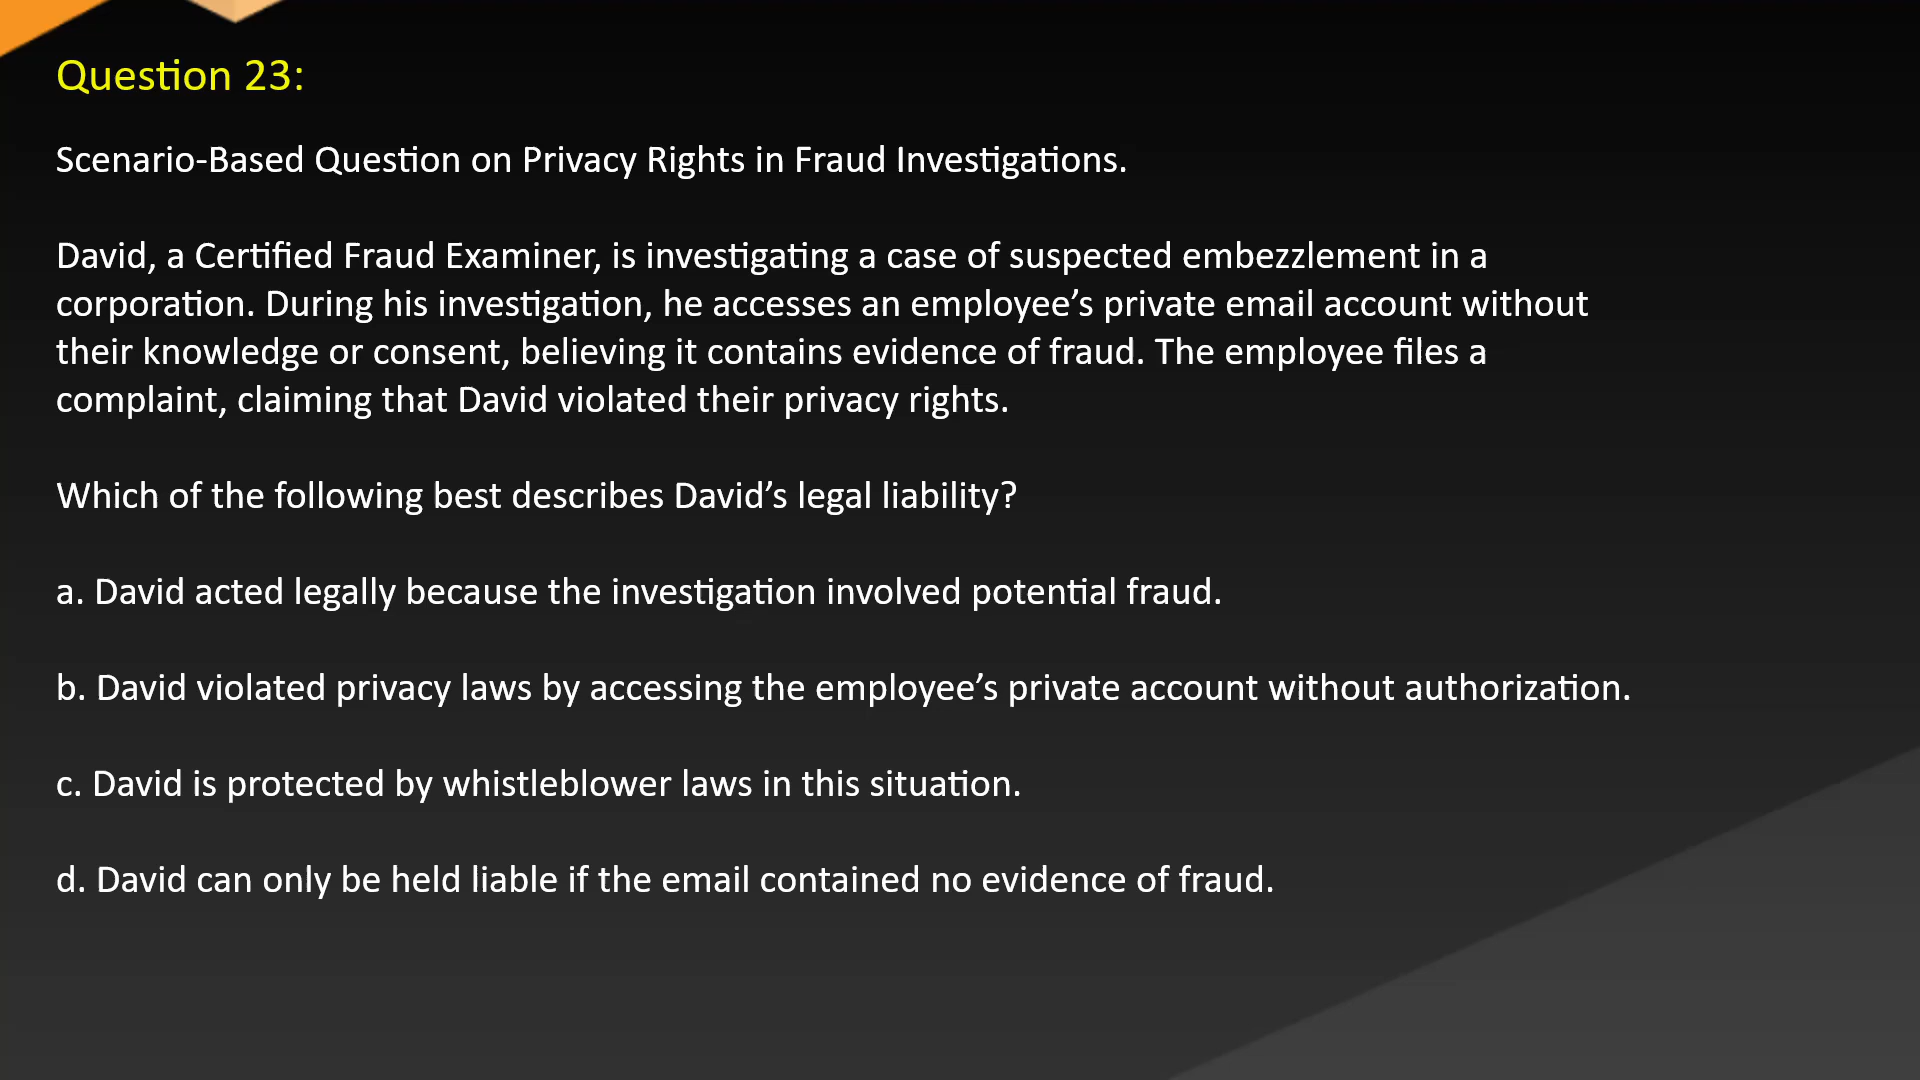 Question 23:
Scenario-Based Question on Privacy Rights in Fraud Investigations.
David, a Certified Fraud Examiner, is investigating a case of suspected embezzlement in a
corporation. During his investigation, he accesses an employee’s private email account without
their knowledge or consent, believing it contains evidence of fraud. The employee files a
complaint, claiming that David violated their privacy rights.
Which of the following best describes David’s legal liability?
a. David acted legally because the investigation involved potential fraud.
b. David violated privacy laws by accessing the employee’s private account without authorization.
c. David is protected by whistleblower laws in this situation.
d. David can only be held liable if the email contained no evidence of fraud.